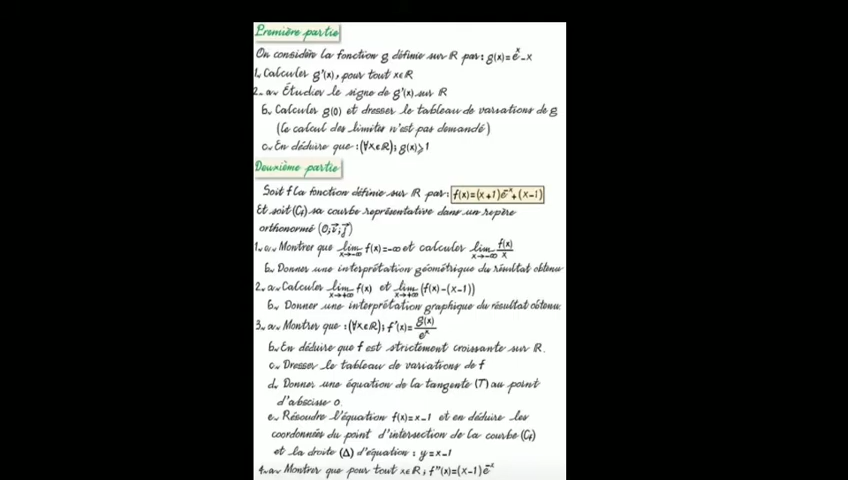 Première partie
On considère la fonction g définie sur ℝ par : g(x) = e^x - x
1. Calculer g'(x), pour tout x∈ℝ
2. a. Étudier le signe de g'(x) sur ℝ
b. Calculer g(0) et dresser le tableau de variations de g
(le calcul des limites n'est pas demandé)
c. En déduire que : (∀x∈ℝ) ; g(x) ⩾ 1
Deuxième partie
Soit f la fonction définie sur ℝ par : f(x) = (x+1)e^-x + (x-1)
Et soit (Cf) sa courbe représentative dans un repère
orthonormé (O; i⃗; j⃗)
1. a. Montrer que lim x→-∞ f(x) = -∞ et calculer lim x→-∞ f(x)/x
b. Donner une interprétation géométrique du résultat obtenu
2. a. Calculer lim x→+∞ f(x) et lim x→+∞ (f(x) - (x-1))
b. Donner une interprétation graphique du résultat obtenu.
3. a. Montrer que : (∀x∈ℝ) ; f'(x) = g(x)/e^x
b. En déduire que f est strictement croissante sur ℝ.
c. Dresser le tableau de variations de f
d. Donner une équation de la tangente (T) au point
d'abscisse 0.
e. Résoudre l'équation f(x) = x-1 et en déduire les
coordonnées du point d'intersection de la courbe (Cf)
et la droite (Δ) d'équation : y = x-1
4. a. Montrer que pour tout x∈ℝ ; f''(x) = (x-1)e^-x